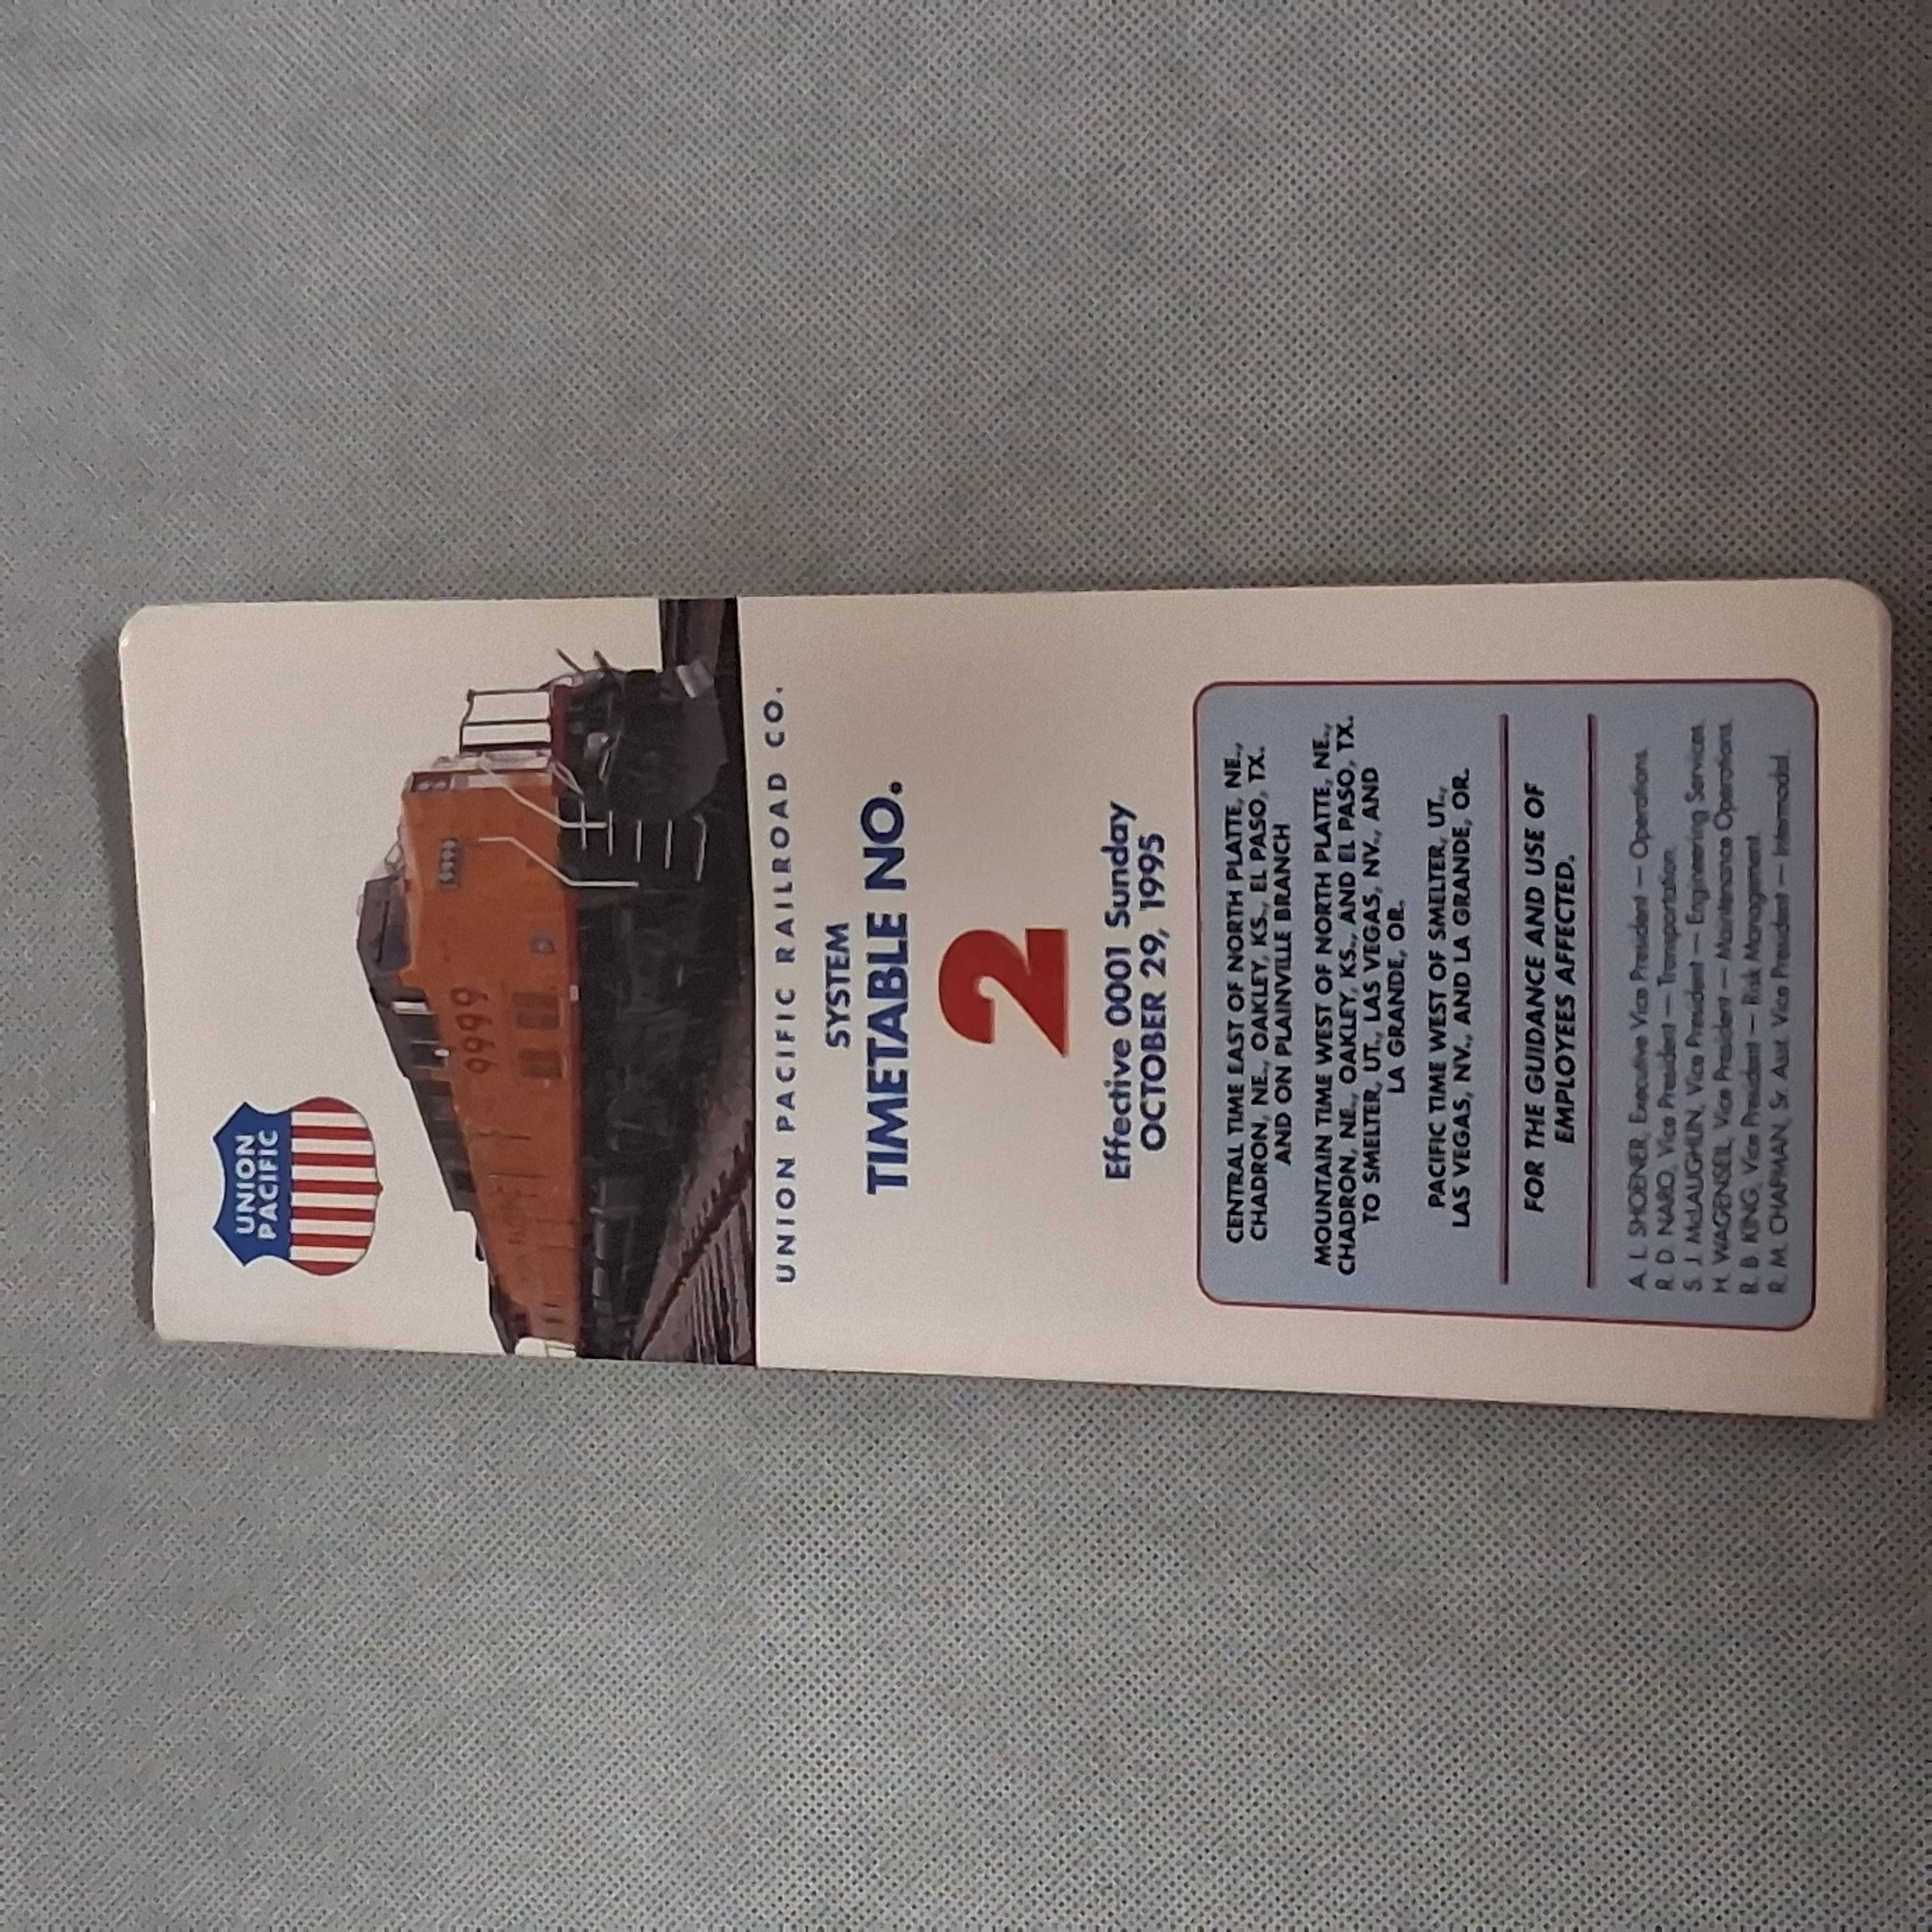 UNION
PACIFIC
9999
9999
UNION PACIFIC RAILROAD CO.
SYSTEM
TIMETABLE NO.
2
Effective 0001 Sunday
OCTOBER 29, 1995
CENTRAL TIME EAST OF NORTH PLATTE, NE.,
CHADRON, NE., OAKLEY, KS., EL PASO, TX.
AND ON PLAINVILLE BRANCH
MOUNTAIN TIME WEST OF NORTH PLATTE, NE.,
CHADRON, NE., OAKLEY, KS., AND EL PASO, TX.
TO SMELTER, UT., LAS VEGAS, NV., AND
LA GRANDE, OR.
PACIFIC TIME WEST OF SMELTER, UT.,
LAS VEGAS, NV., AND LA GRANDE, OR.
FOR THE GUIDANCE AND USE OF
EMPLOYEES AFFECTED.
A. L. SHOENER, Executive Vice President — Operations.
R. D. NARO, Vice President — Transportation.
S. J. McLAUGHLIN, Vice President — Engineering Services.
H. WAGENSEIL, Vice President — Maintenance Operations.
R. B. KING, Vice President — Risk Management.
R. M. CHAPMAN, Sr. Asst. Vice President — Intermodal.